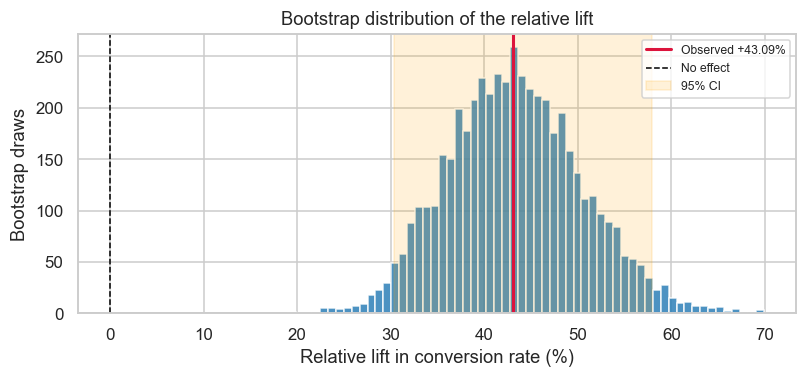 Bootstrap distribution of the relative lift
Observed +43.09%
No effect
95% CI
Bootstrap draws
250
200
150
100
50
0
0 10 20 30 40 50 60 70
Relative lift in conversion rate (%)